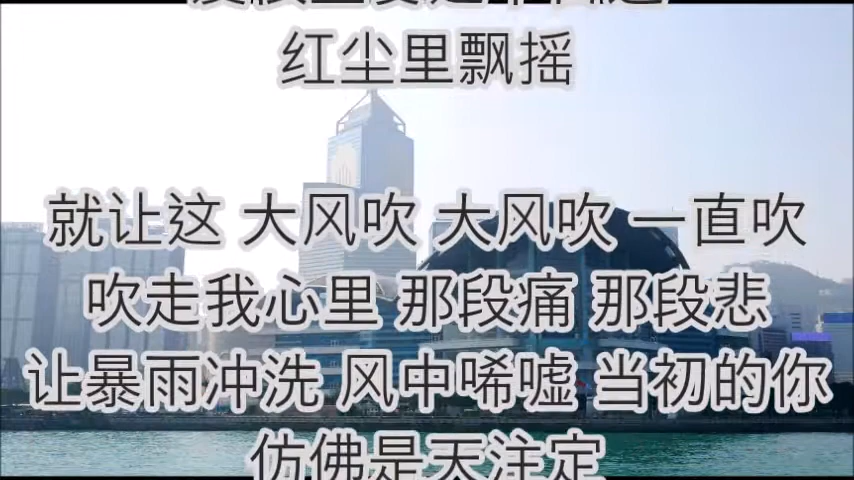 红尘里飘摇
就让这 大风吹 大风吹 一直吹
吹走我心里 那段痛 那段悲
让暴雨冲洗 风中唏嘘 当初的你
仿佛是天注定